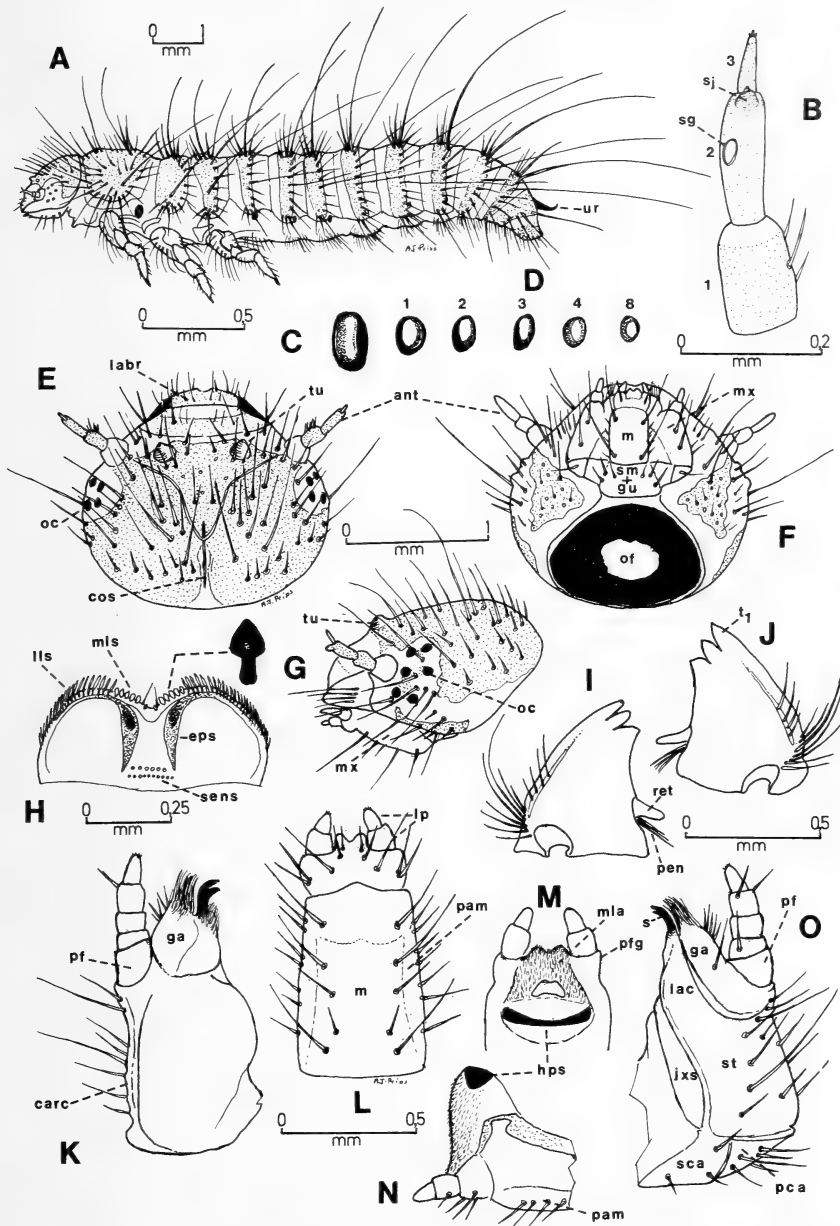 0 1
mm
A
3
sj
B
sg
2
1
ur
A.J. Prins
D
0 0,5
mm
C
1 2 3 4 8
0 0,2
mm
E
labr
tu
ant
mx
m
sm
+
gu
oc
0 1
mm
of
F
cos
A.J. Prins
tu
t1
J
mls
lls
G
oc
I
eps
mx
ret
sens
H
0 0,25
mm
pen
0 0,5
mm
lp
M
mla
O
s
pf
ga
pam
pfg
ga
pf
lac
m
st
hps
jxs
carc
A.J. Prins
L
0 0,5
mm
K
sca
N
pam
pca